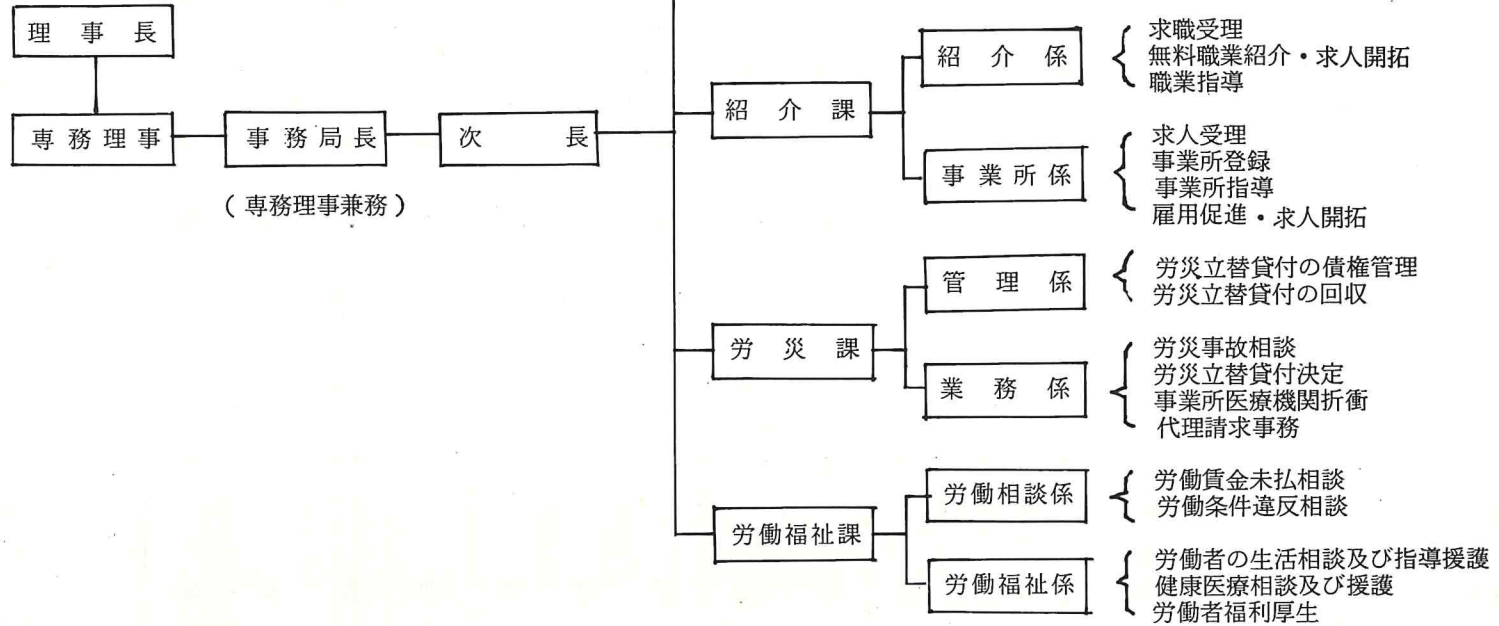 理事長
専務理事
事務局長
(専務理事兼務)
次長
紹介課
紹介係
求職受理
無料職業紹介・求人開拓
職業指導
事業所係
求人受理
事業所登録
事業所指導
雇用促進・求人開拓
労災課
管理係
労災立替貸付の債権管理
労災立替貸付の回収
業務係
労災事故相談
労災立替貸付決定
事業所医療機関折衝
代理請求事務
労働福祉課
労働相談係
労働賃金未払相談
労働条件違反相談
労働福祉係
労働者の生活相談及び指導援護
健康医療相談及び援護
労働者福利厚生